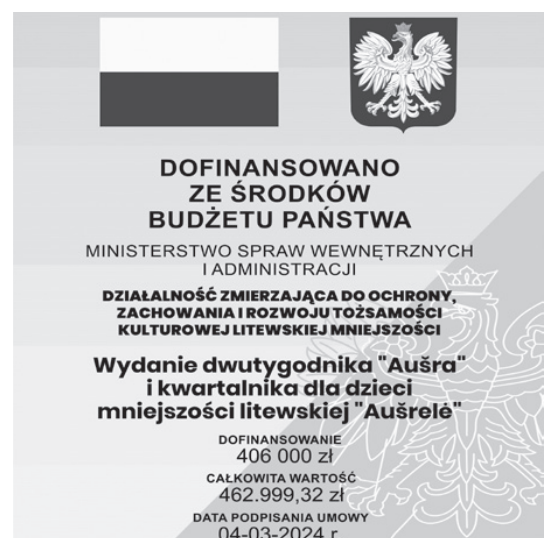 DOFINANSOWANO
ZE ŚRODKÓW
BUDŻETU PAŃSTWA
MINISTERSTWO SPRAW WEWNĘTRZNYCH
I ADMINISTRACJI
DZIAŁALNOŚĆ ZMIERZAJĄCA DO OCHRONY,
ZACHOWANIA I ROZWOJU TOŻSAMOŚCI
KULTUROWEJ LITEWSKIEJ MNIEJSZOŚCI
Wydanie dwutygodnika "Aušra"
i kwartalnika dla dzieci
mniejszości litewskiej "Aušrelė"
DOFINANSOWANIE
406 000 zł
CAŁKOWITA WARTOŚĆ
462.999,32 zł
DATA PODPISANIA UMOWY
04-03-2024 r